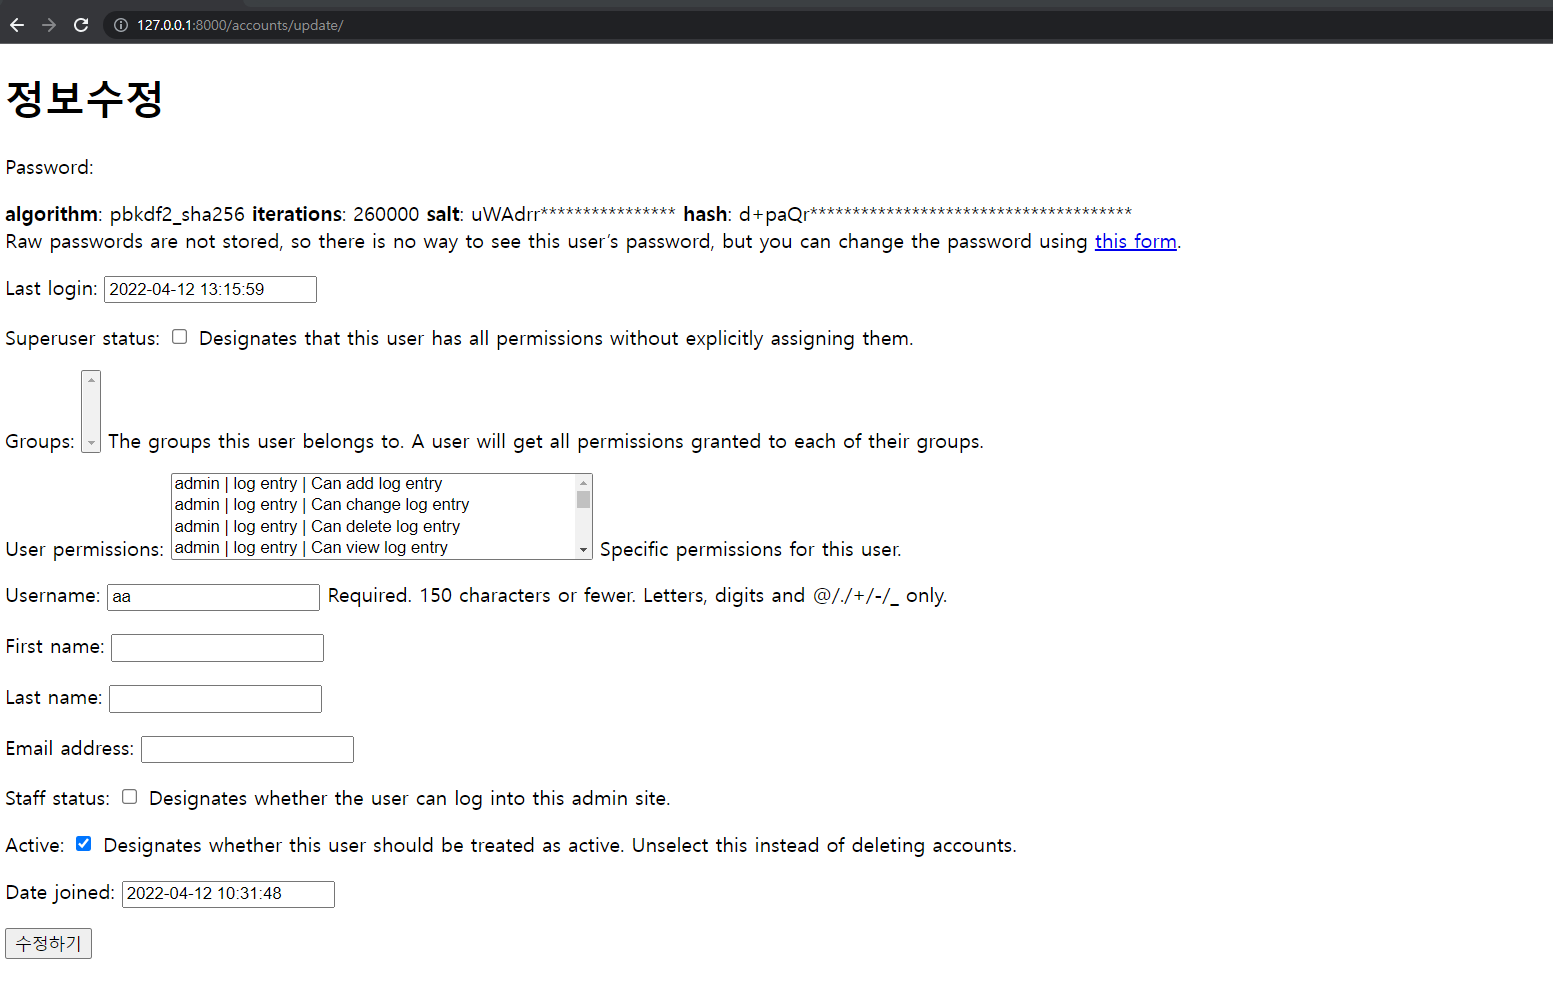 127.0.0.1:8000/accounts/update/
정보수정
Password:
algorithm: pbkdf2_sha256 iterations: 260000 salt: uWAdrr**************** hash: d+paQr**************************************
Raw passwords are not stored, so there is no way to see this user’s password, but you can change the password using this form.
Last login: 2022-04-12 13:15:59
Superuser status: Designates that this user has all permissions without explicitly assigning them.
Groups: The groups this user belongs to. A user will get all permissions granted to each of their groups.
admin | log entry | Can add log entry
admin | log entry | Can change log entry
admin | log entry | Can delete log entry
admin | log entry | Can view log entry
User permissions: Specific permissions for this user.
Username: aa Required. 150 characters or fewer. Letters, digits and @/./+/-/_ only.
First name:
Last name:
Email address:
Staff status: Designates whether the user can log into this admin site.
Active: Designates whether this user should be treated as active. Unselect this instead of deleting accounts.
Date joined: 2022-04-12 10:31:48
수정하기